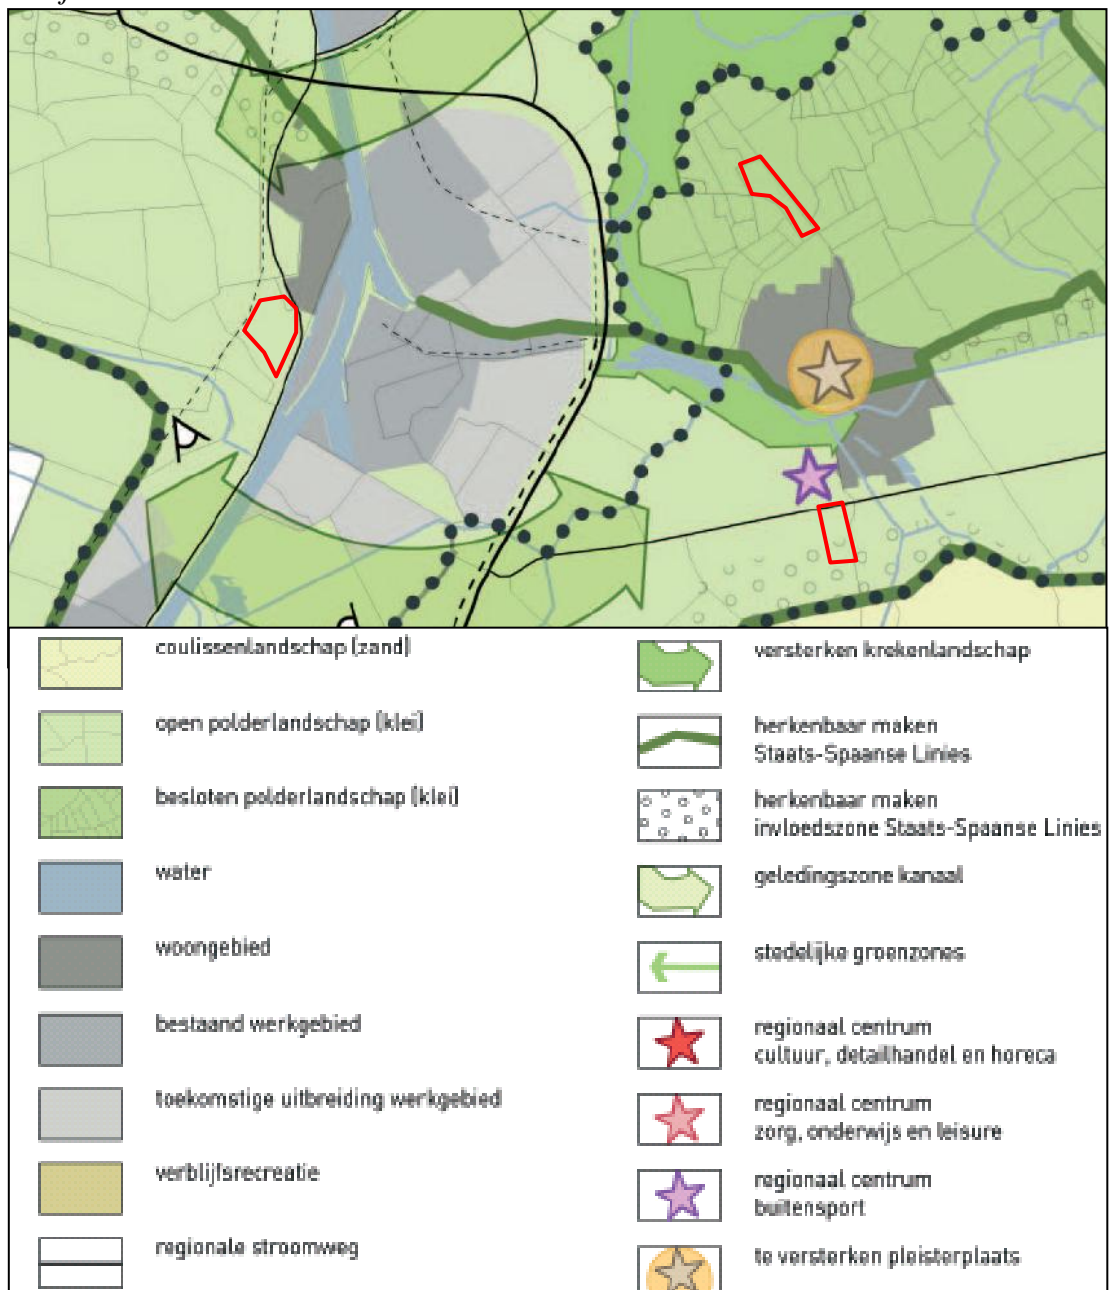 coulissenlandschap (zand)
open polderlandschap (klei)
besloten polderlandschap (klei)
water
woongebied
bestaand werkgebied
toekomstige uitbreiding werkgebied
verblijfsrecreatie
regionale stroomweg
versterken krekenlandschap
herkenbaar maken
Staats-Spaanse Linies
herkenbaar maken
invloedszone Staats-Spaanse Linies
geledingszone kanaal
stedelijke groenzones
regionaal centrum
cultuur, detailhandel en horeca
regionaal centrum
zorg, onderwijs en leisure
regionaal centrum
buitensport
te versterken pleisterplaats